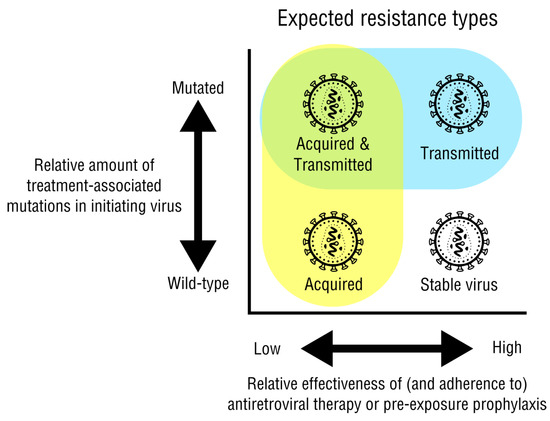 Expected resistance types
Mutated
Relative amount of
treatment-associated
mutations in initiating virus
Wild-type
Acquired &
Transmitted
Transmitted
Acquired
Stable virus
Low
High
Relative effectiveness of (and adherence to)
antiretroviral therapy or pre-exposure prophylaxis